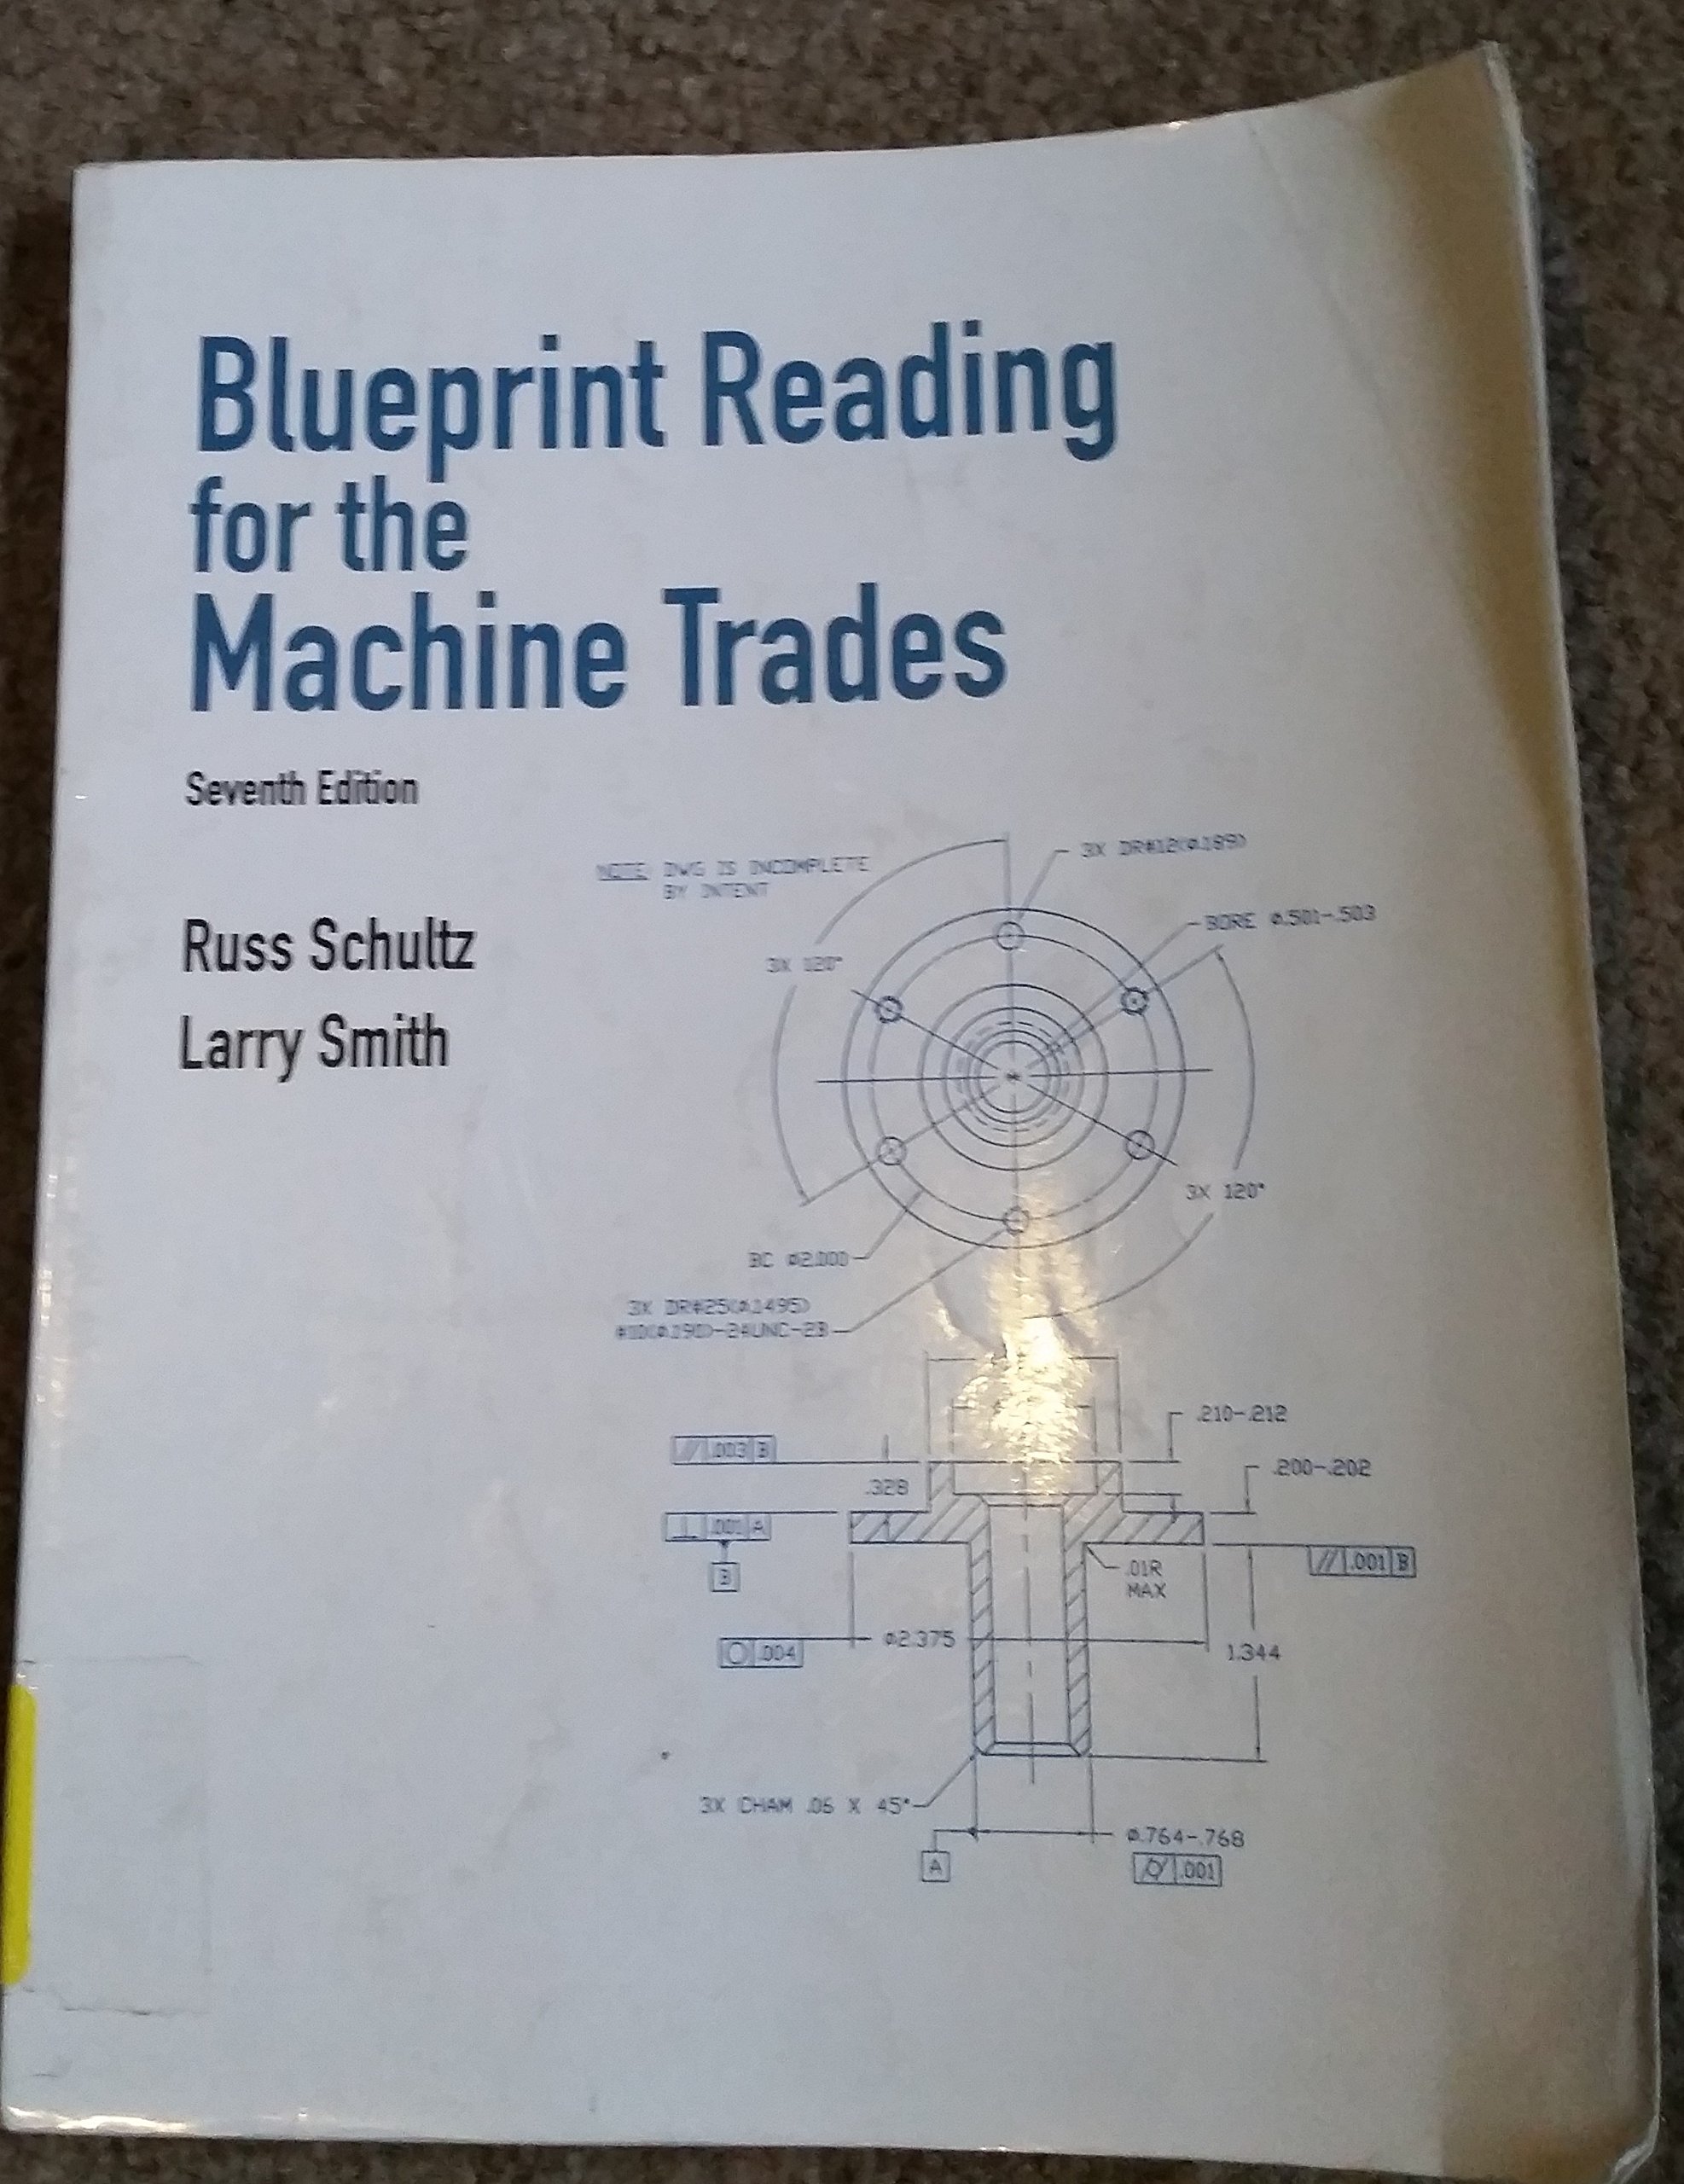 Blueprint Reading
for the
Machine Trades
Seventh Edition
Russ Schultz
Larry Smith
NOTE: DWG IS INCOMPLETE
BY INTENT
3X DR#12(ø.189)
BORE ø.501-.503
3X 120°
3X 120°
BC ø2.000
3X DR#25(ø.1495)
#10(ø.190)-24UNC-2B
.210-.212
// .003 B
.200-.202
.328
⊥ .001 A
B
// .001 B
.01R
MAX
ø2.375
○ .004
1.344
3X CHAM .06 X 45°
ø.764-.768
A
⌭ .001